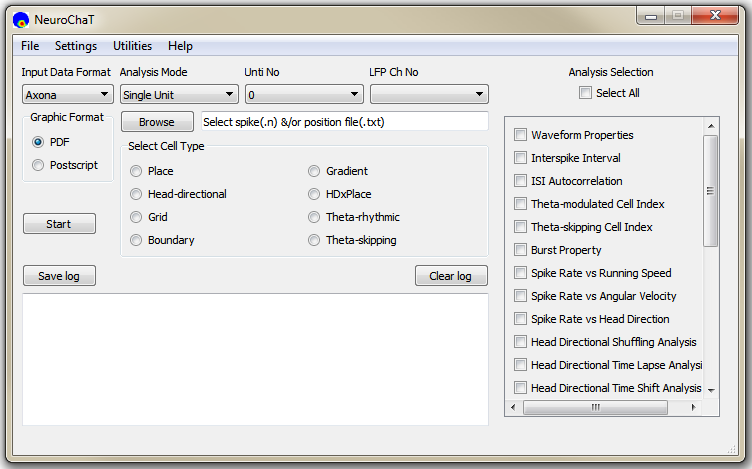 NeuroChaT
File Settings Utilities Help
Input Data Format Analysis Mode Unti No LFP Ch No Analysis Selection
Axona Single Unit 0 Select All
Graphic Format Browse Select spike(.n) &/or position file(.txt)
PDF Select Cell Type Waveform Properties
Postscript Place Gradient Interspike Interval
Head-directional HDxPlace ISI Autocorrelation
Start Grid Theta-rhythmic Theta-modulated Cell Index
Boundary Theta-skipping Theta-skipping Cell Index
Burst Property
Save log Clear log Spike Rate vs Running Speed
Spike Rate vs Angular Velocity
Spike Rate vs Head Direction
Head Directional Shuffling Analysis
Head Directional Time Lapse Analysi
Head Directional Time Shift Analysis